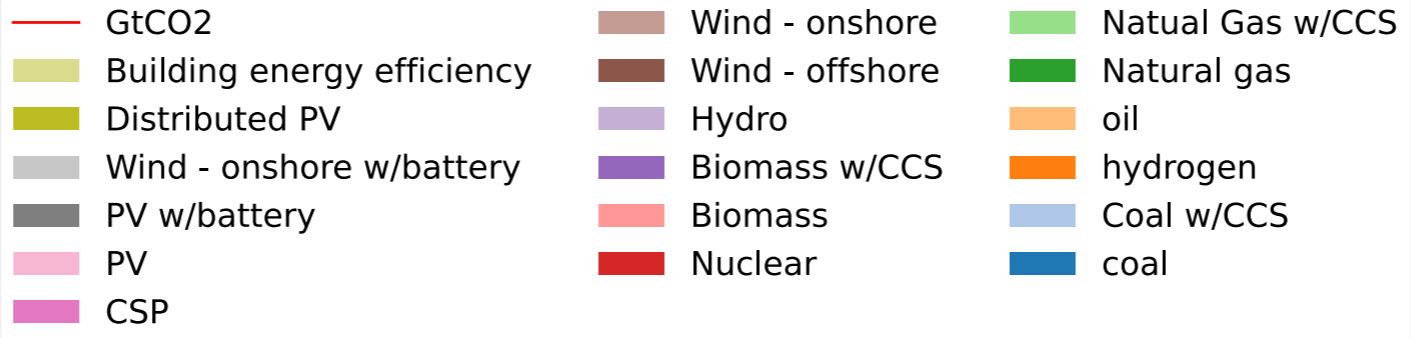 GtCO2
Building energy efficiency
Distributed PV
Wind - onshore w/battery
PV w/battery
PV
CSP
Wind - onshore
Wind - offshore
Hydro
Biomass w/CCS
Biomass
Nuclear
Natual Gas w/CCS
Natural gas
oil
hydrogen
Coal w/CCS
coal